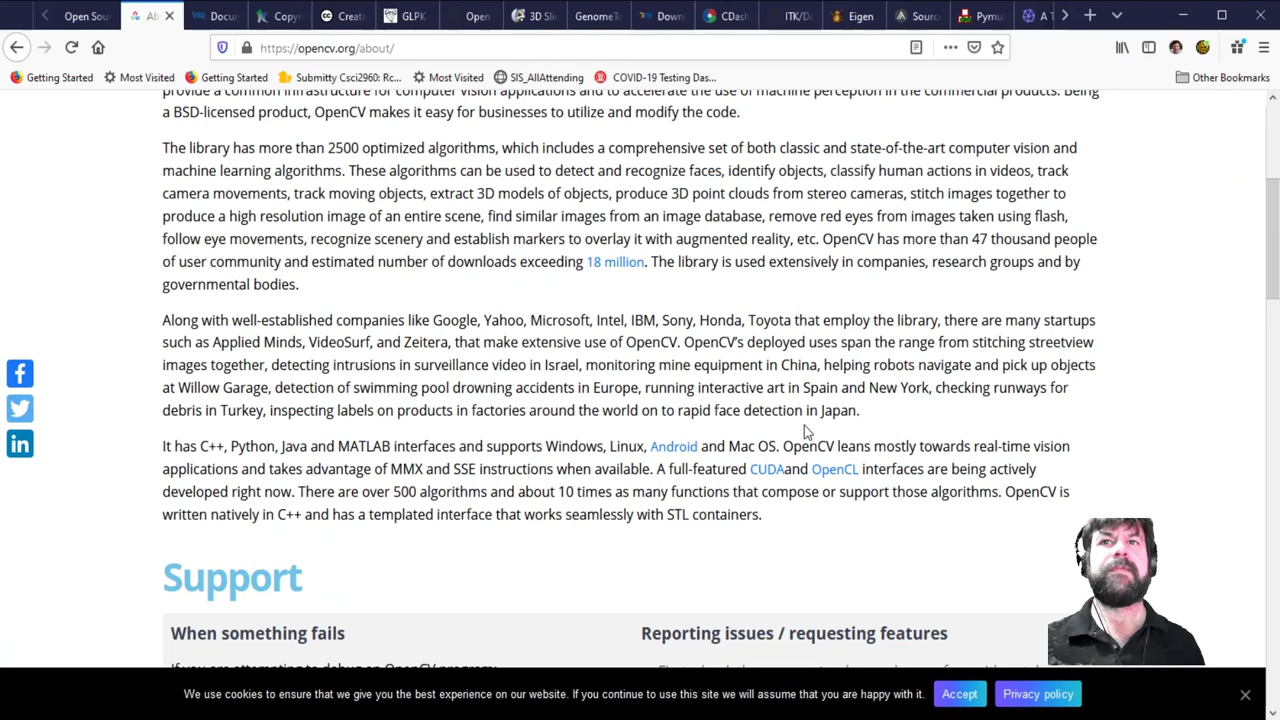 Open Sour
Ab
Docum
Copyr
Creati
GLPK
Open
3D Sli
GenomeTo
Downl
CDash
ITK/De
Eigen
Source
Pymu
A T
https://opencv.org/about/
Getting Started
Most Visited
Getting Started
Submitty Csci2960: Rc...
Most Visited
SIS_AllAttending
COVID-19 Testing Das...
Other Bookmarks
provide a common infrastructure for computer vision applications and to accelerate the use of machine perception in the commercial products. Being
a BSD-licensed product, OpenCV makes it easy for businesses to utilize and modify the code.
The library has more than 2500 optimized algorithms, which includes a comprehensive set of both classic and state-of-the-art computer vision and
machine learning algorithms. These algorithms can be used to detect and recognize faces, identify objects, classify human actions in videos, track
camera movements, track moving objects, extract 3D models of objects, produce 3D point clouds from stereo cameras, stitch images together to
produce a high resolution image of an entire scene, find similar images from an image database, remove red eyes from images taken using flash,
follow eye movements, recognize scenery and establish markers to overlay it with augmented reality, etc. OpenCV has more than 47 thousand people
of user community and estimated number of downloads exceeding 18 million. The library is used extensively in companies, research groups and by
governmental bodies.
Along with well-established companies like Google, Yahoo, Microsoft, Intel, IBM, Sony, Honda, Toyota that employ the library, there are many startups
such as Applied Minds, VideoSurf, and Zeitera, that make extensive use of OpenCV. OpenCV's deployed uses span the range from stitching streetview
images together, detecting intrusions in surveillance video in Israel, monitoring mine equipment in China, helping robots navigate and pick up objects
at Willow Garage, detection of swimming pool drowning accidents in Europe, running interactive art in Spain and New York, checking runways for
debris in Turkey, inspecting labels on products in factories around the world on to rapid face detection in Japan.
It has C++, Python, Java and MATLAB interfaces and supports Windows, Linux, Android and Mac OS. OpenCV leans mostly towards real-time vision
applications and takes advantage of MMX and SSE instructions when available. A full-featured CUDAand OpenCL interfaces are being actively
developed right now. There are over 500 algorithms and about 10 times as many functions that compose or support those algorithms. OpenCV is
written natively in C++ and has a templated interface that works seamlessly with STL containers.
Support
When something fails
Reporting issues / requesting features
If you are attempting to debug an OpenCV program:
We use cookies to ensure that we give you the best experience on our website. If you continue to use this site we will assume that you are happy with it.
Accept
Privacy policy